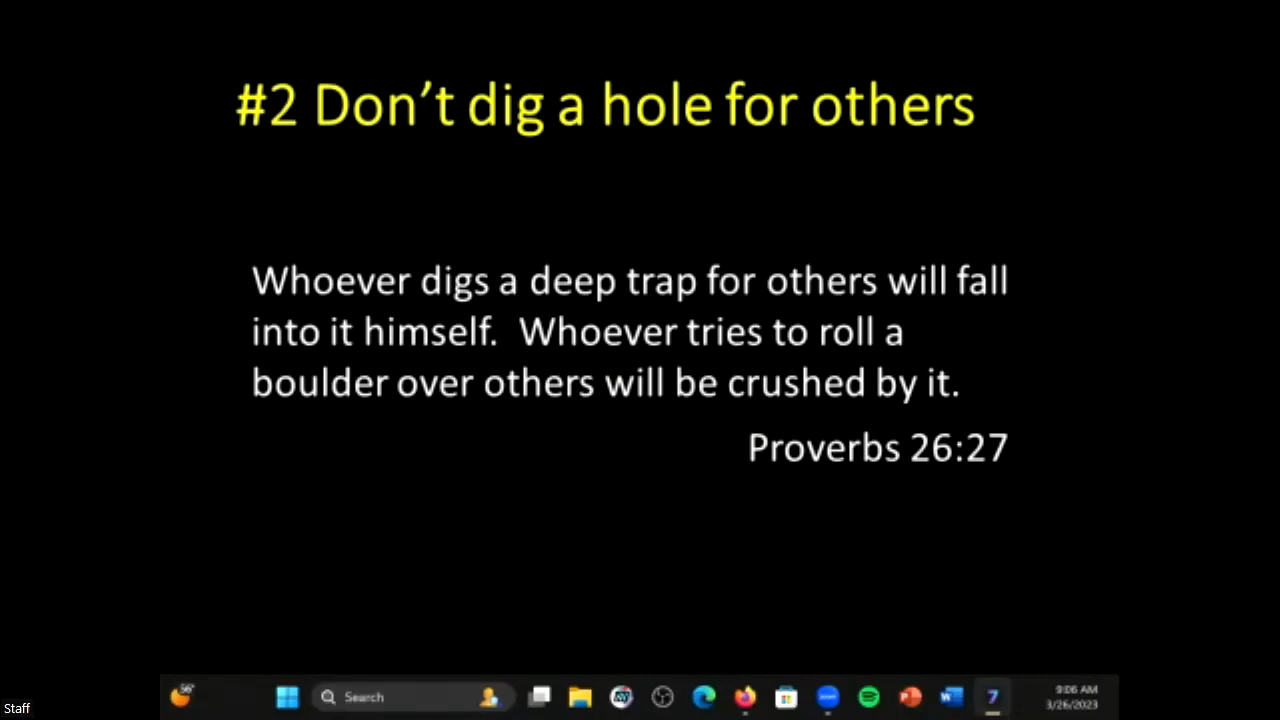 #2 Don’t dig a hole for others
Whoever digs a deep trap for others will fall
into it himself.  Whoever tries to roll a
boulder over others will be crushed by it.
Proverbs 26:27
56°
Search
7
9:06 AM
3/26/2023
Staff